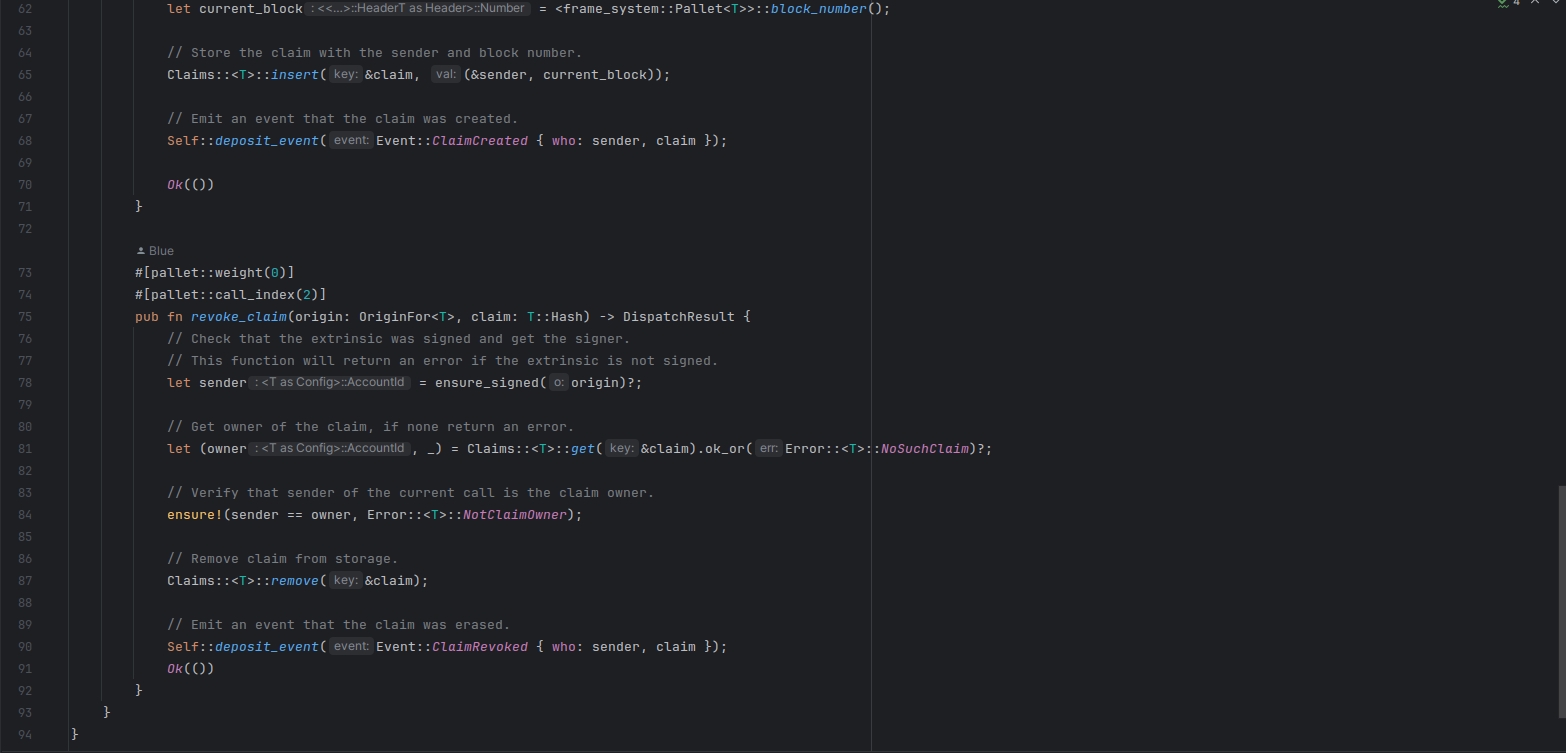 4
62 let current_block : <<...>::HeaderT as Header>::Number = <frame_system::Pallet<T>>::block_number();
63
64 // Store the claim with the sender and block number.
65 Claims::<T>::insert( key: &claim, val: (&sender, current_block));
66
67 // Emit an event that the claim was created.
68 Self::deposit_event( event: Event::ClaimCreated { who: sender, claim });
69
70 Ok(())
71 }
72
Blue
73 #[pallet::weight(0)]
74 #[pallet::call_index(2)]
75 pub fn revoke_claim(origin: OriginFor<T>, claim: T::Hash) -> DispatchResult {
76 // Check that the extrinsic was signed and get the signer.
77 // This function will return an error if the extrinsic is not signed.
78 let sender : <T as Config>::AccountId = ensure_signed( o: origin)?;
79
80 // Get owner of the claim, if none return an error.
81 let (owner : <T as Config>::AccountId , _) = Claims::<T>::get( key: &claim).ok_or( err: Error::<T>::NoSuchClaim)?;
82
83 // Verify that sender of the current call is the claim owner.
84 ensure!(sender == owner, Error::<T>::NotClaimOwner);
85
86 // Remove claim from storage.
87 Claims::<T>::remove( key: &claim);
88
89 // Emit an event that the claim was erased.
90 Self::deposit_event( event: Event::ClaimRevoked { who: sender, claim });
91 Ok(())
92 }
93 }
94 }